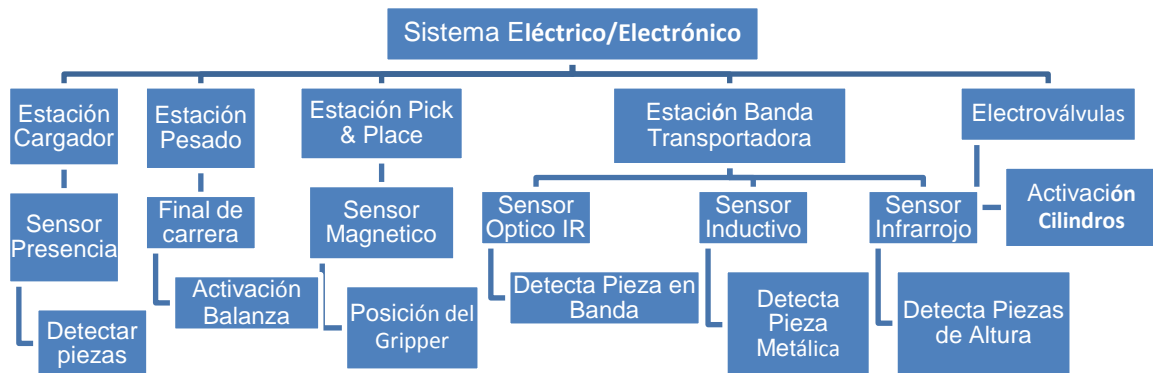 Sistema Eléctrico/Electrónico
Estación
Cargador
Estación
Pesado
Estación Pick
& Place
Estación Banda
Transportadora
Electroválvulas
Sensor
Presencia
Final de
carrera
Sensor
Magnetico
Sensor
Optico IR
Sensor
Inductivo
Sensor
Infrarrojo
Activación
Cilindros
Detectar
piezas
Activación
Balanza
Posición del
Gripper
Detecta Pieza en
Banda
Detecta
Pieza
Metálica
Detecta Piezas
de Altura